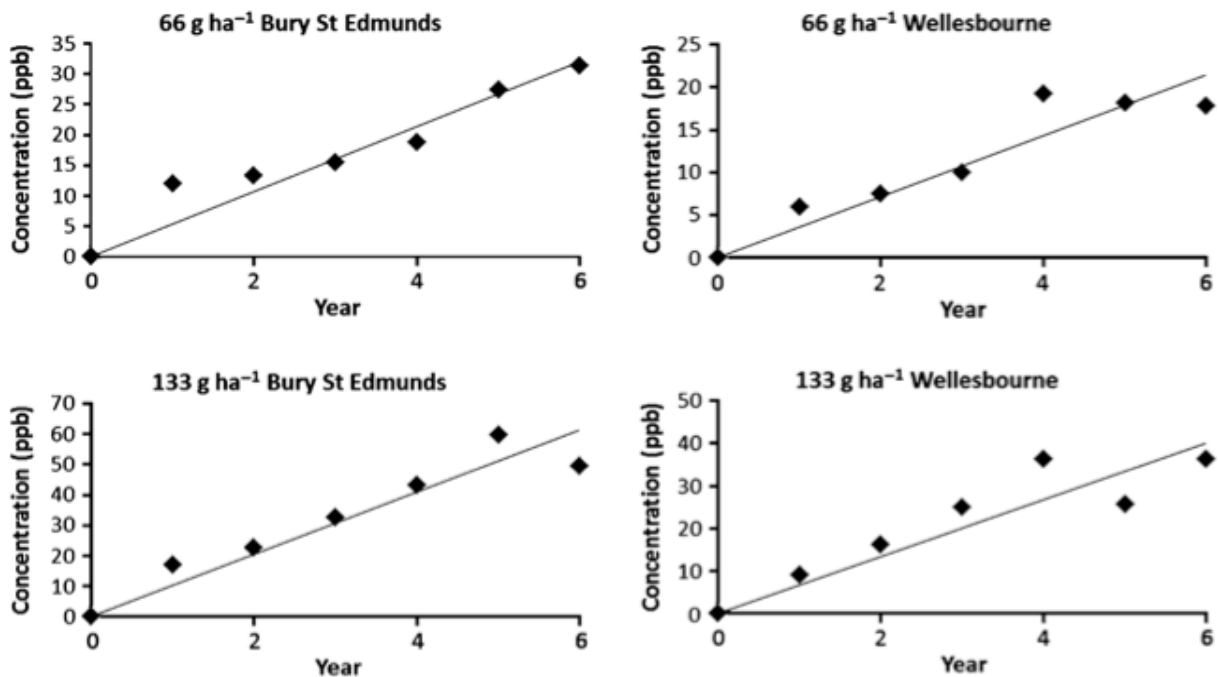 66 g ha⁻¹ Bury St Edmunds
Concentration (ppb)
35
30
25
20
15
10
5
0
0 2 4 6
Year
66 g ha⁻¹ Wellesbourne
Concentration (ppb)
25
20
15
10
5
0
0 2 4 6
Year
133 g ha⁻¹ Bury St Edmunds
Concentration (ppb)
70
60
50
40
30
20
10
0
0 2 4 6
Year
133 g ha⁻¹ Wellesbourne
Concentration (ppb)
50
40
30
20
10
0
0 2 4 6
Year